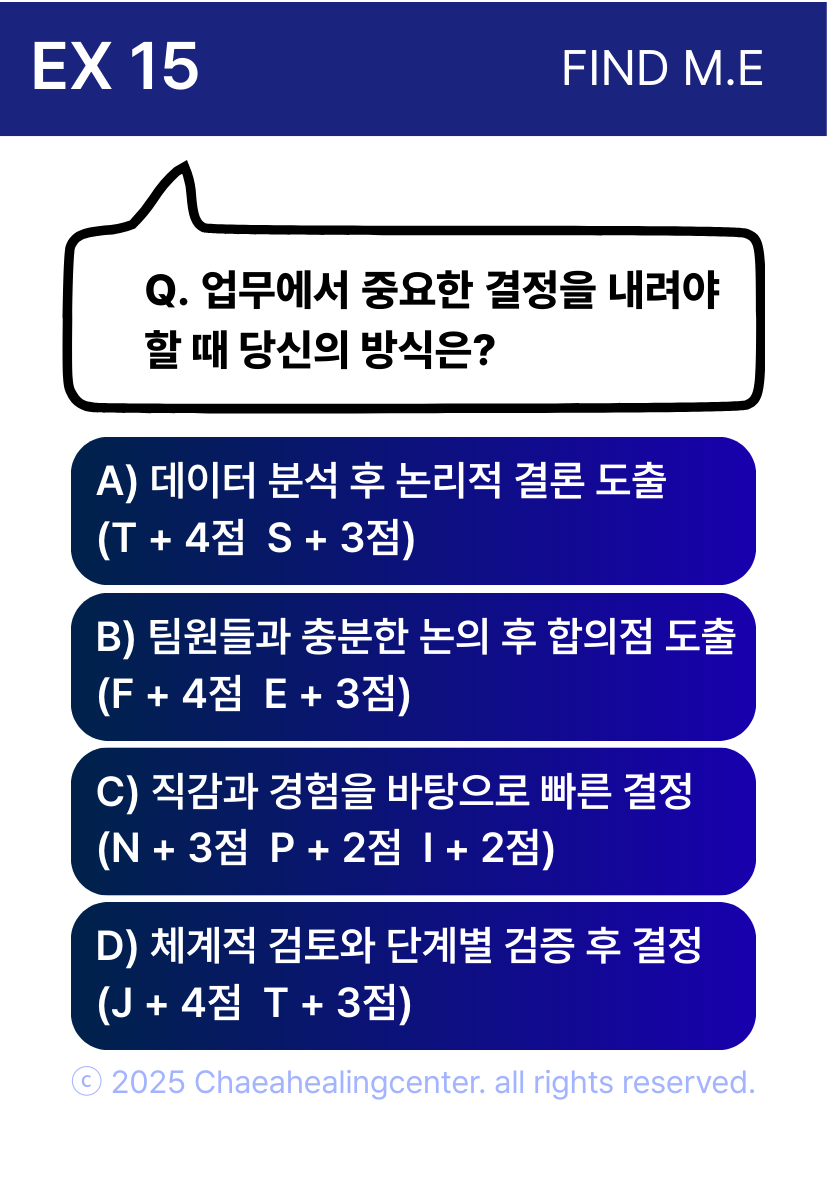 EX 15
FIND M.E
Q. 업무에서 중요한 결정을 내려야
할 때 당신의 방식은?
A) 데이터 분석 후 논리적 결론 도출
(T + 4점 S + 3점)
B) 팀원들과 충분한 논의 후 합의점 도출
(F + 4점 E + 3점)
C) 직감과 경험을 바탕으로 빠른 결정
(N + 3점 P + 2점 I + 2점)
D) 체계적 검토와 단계별 검증 후 결정
(J + 4점 T + 3점)
ⓒ 2025 Chaeahealingcenter. all rights reserved.